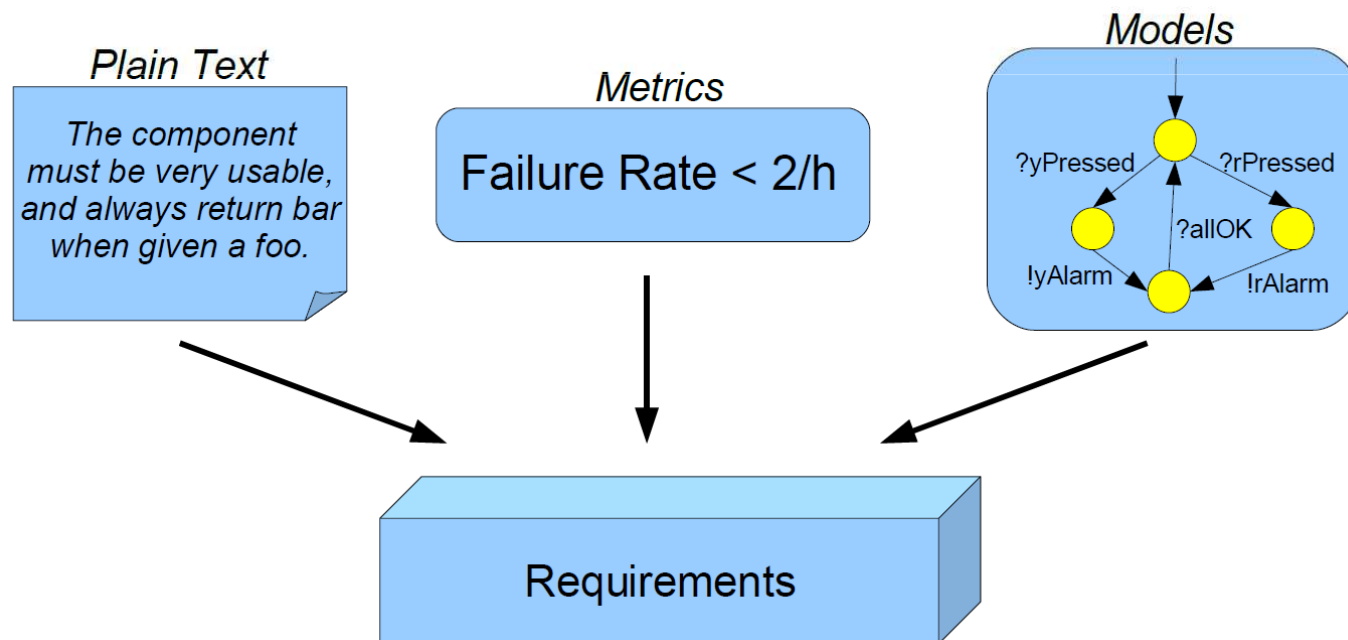 Plain Text
The component
must be very usable,
and always return bar
when given a foo.
Metrics
Failure Rate < 2/h
Models
?yPressed
?rPressed
?allOK
!yAlarm
!rAlarm
Requirements